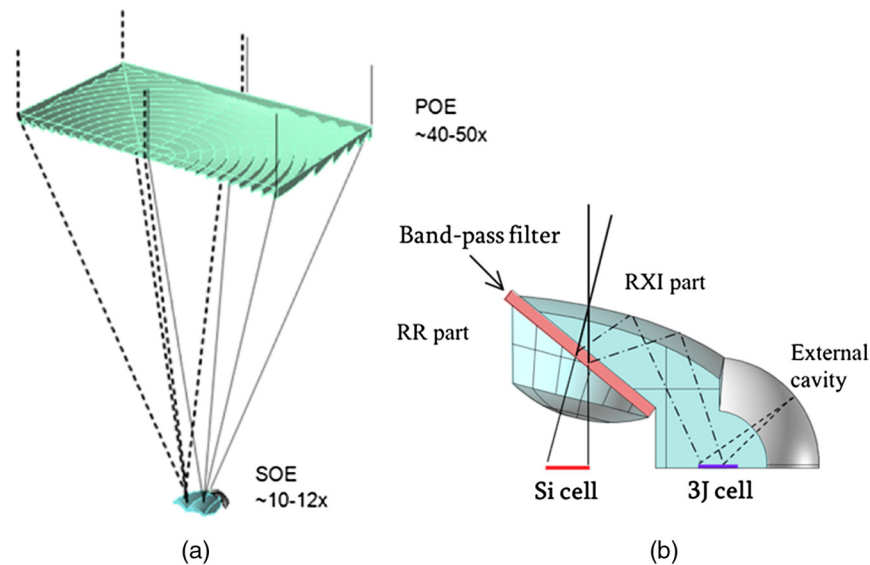 POE
~40-50x
SOE
~10-12x
(a)
Band-pass filter
RXI part
RR part
External
cavity
Si cell
3J cell
(b)